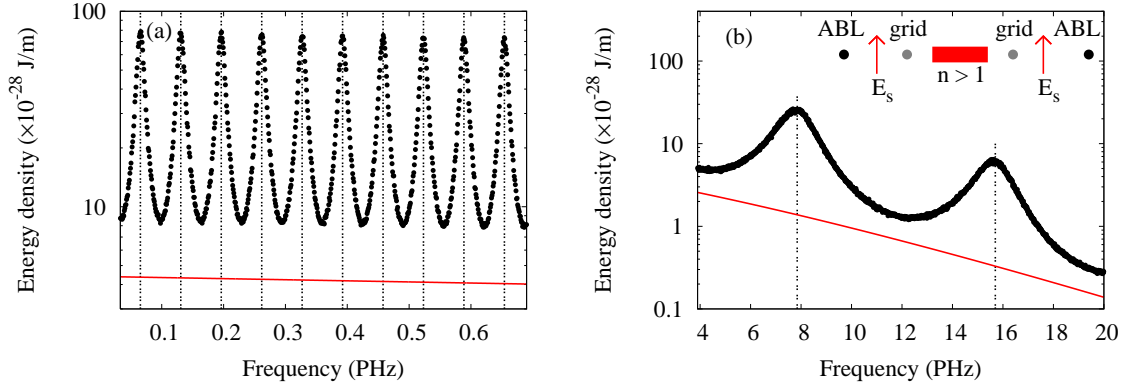 (a)
100
10
Energy density (×10⁻²⁸ J/m)
0.1 0.2 0.3 0.4 0.5 0.6
Frequency (PHz)
(b)
ABL grid grid ABL
n > 1
E_s E_s
100
10
1
0.1
Energy density (×10⁻²⁸ J/m)
4 6 8 10 12 14 16 18 20
Frequency (PHz)